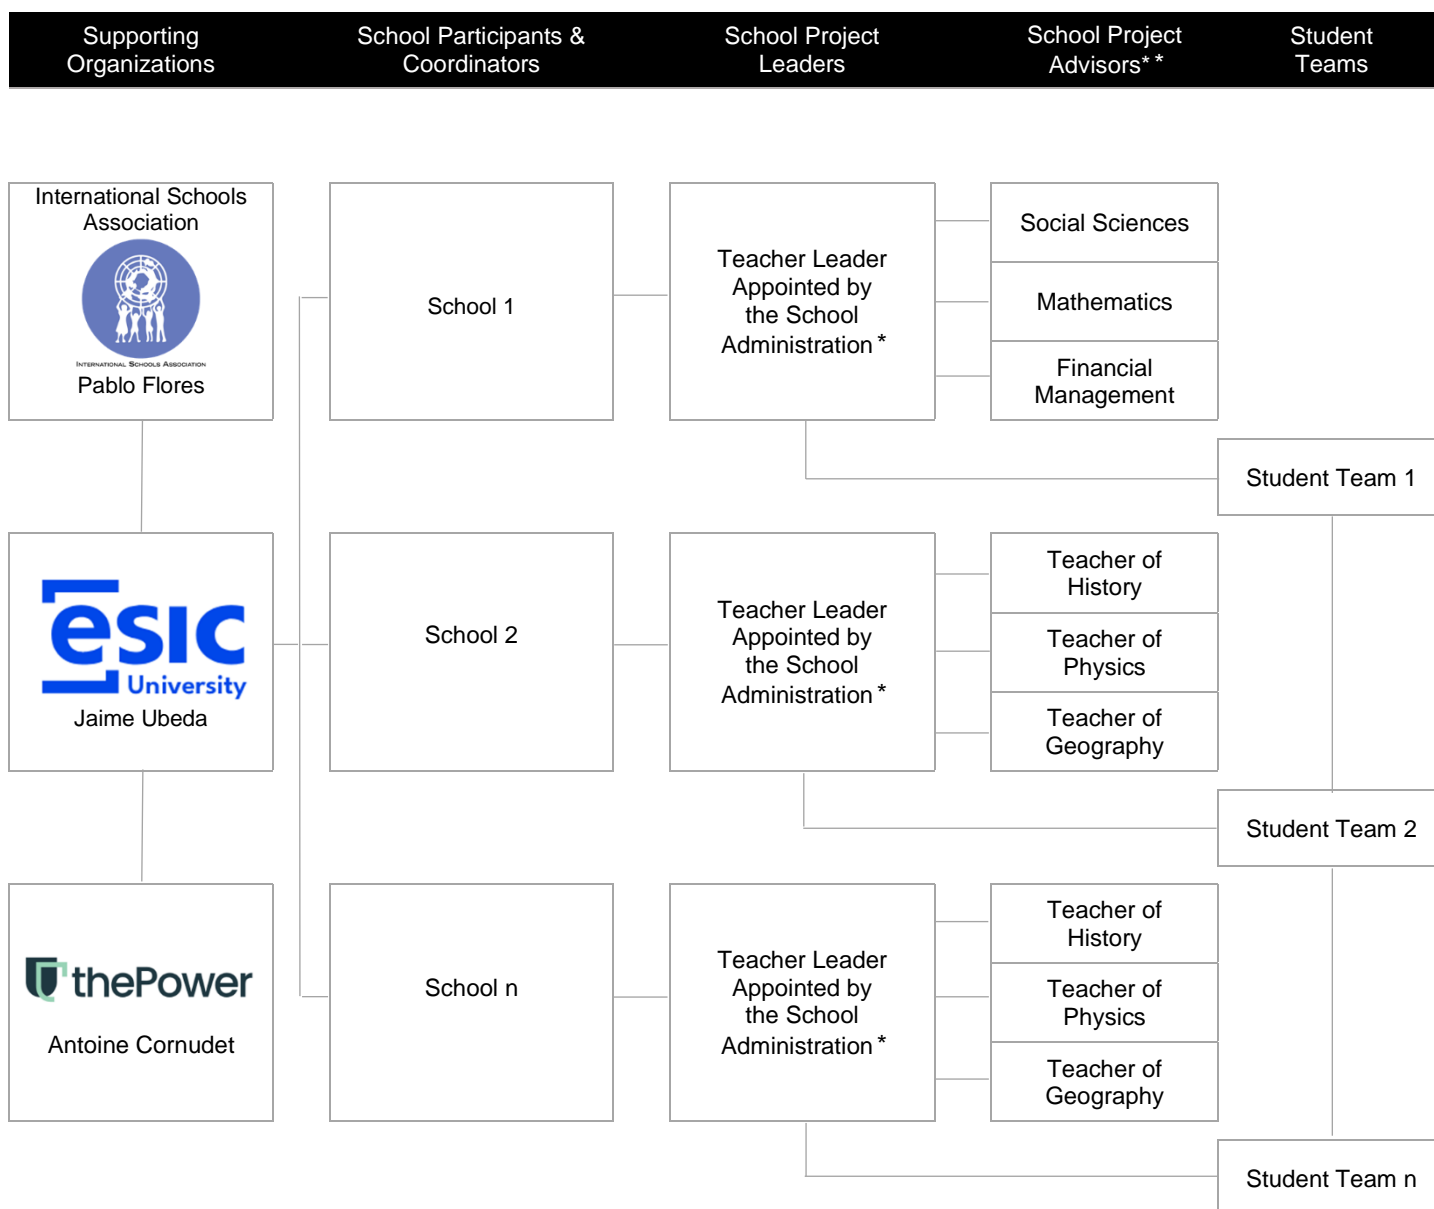 Supporting
Organizations
School Participants &
Coordinators
School Project
Leaders
School Project
Advisors**
Student
Teams
International Schools
Association
INTERNATIONAL SCHOOLS ASSOCIATION
Pablo Flores
School 1
Teacher Leader
Appointed by
the School
Administration*
Social Sciences
Mathematics
Financial
Management
Student Team 1
esic
University
Jaime Ubeda
School 2
Teacher Leader
Appointed by
the School
Administration*
Teacher of
History
Teacher of
Physics
Teacher of
Geography
Student Team 2
thePower
Antoine Cornudet
School n
Teacher Leader
Appointed by
the School
Administration*
Teacher of
History
Teacher of
Physics
Teacher of
Geography
Student Team n